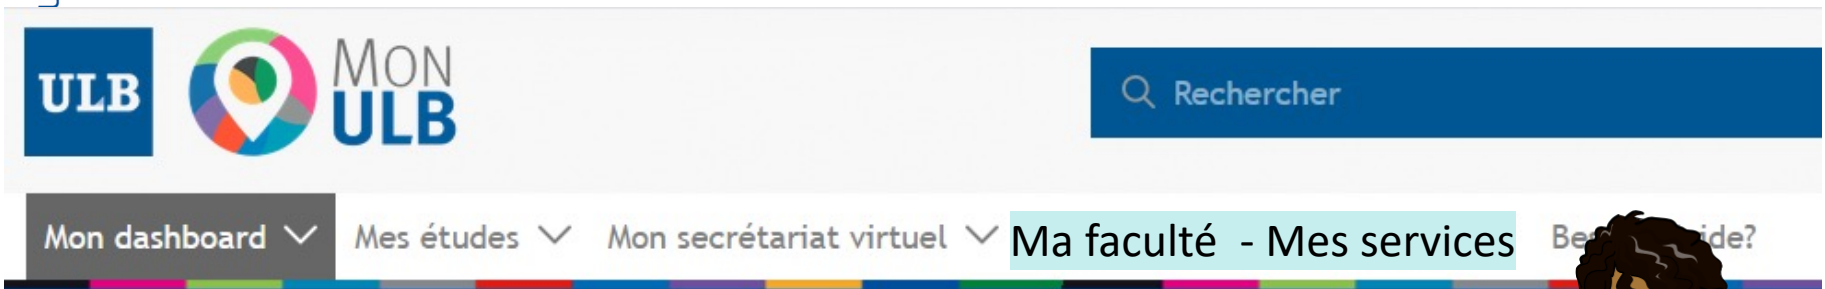 ULB
MON
ULB
Rechercher
Mon dashboard Mes études Mon secrétariat virtuel Ma faculté - Mes services